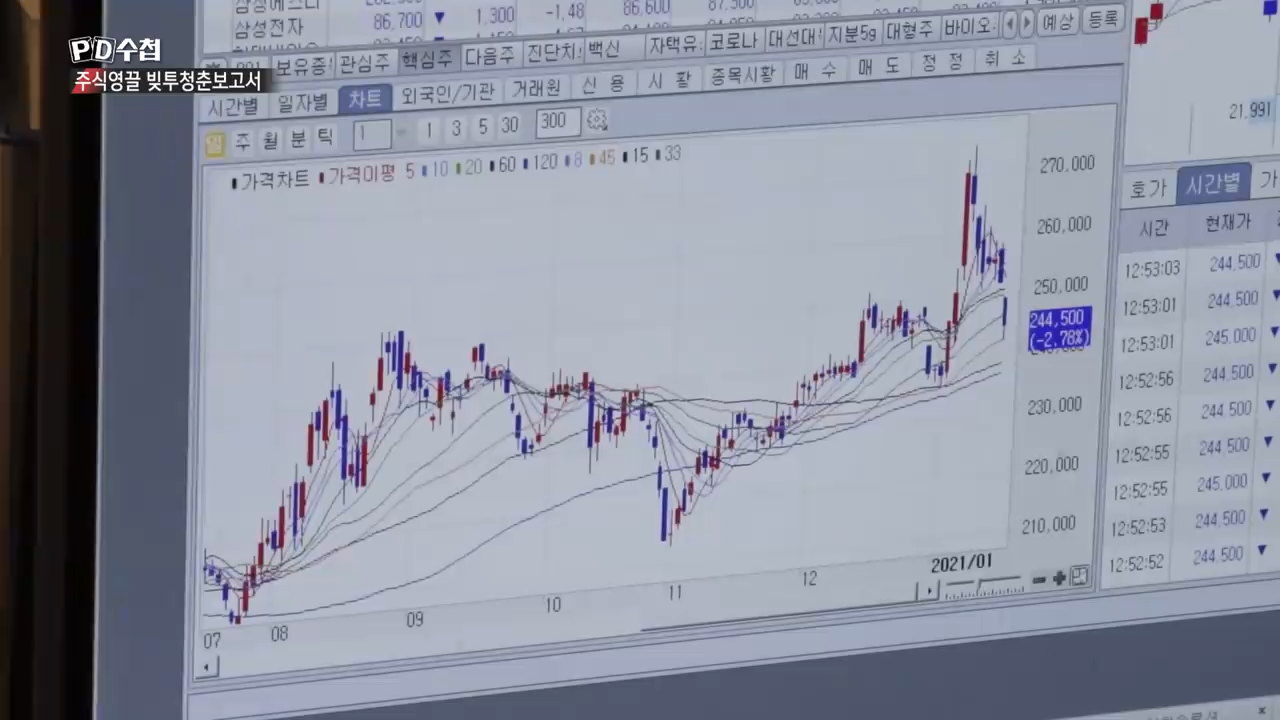 PD수첩
주식영끌 빚투청춘보고서
삼성전자 86,700 ▼ 1,300 -1.48 86,600 87,500
보유종 관심주 핵심주 다음주 진단치 백신 자택유 코로나 대선대 지분5g 대형주 바이오 예상 등록
시간별 일자별 차트 외국인/기관 거래원 신 용 시 황 종목시황 매 수 매 도 정 정 취 소
일 주 월 분 틱 1 1 3 5 30 300
가격차트 가격이평 5 10 20 60 120 8 45 15 33
270,000
260,000
250,000
244,500
(-2.78%)
230,000
220,000
210,000
07 08 09 10 11 12 2021/01
21,991
호가 시간별 가
시간 현재가
12:53:03 244,500 ▼
12:53:01 244,500 ▼
12:53:01 245,000 ▼
12:52:56 244,500 ▼
12:52:56 244,500 ▼
12:52:55 244,500 ▼
12:52:55 245,000 ▼
12:52:53 244,500 ▼
12:52:52 244,500 ▼